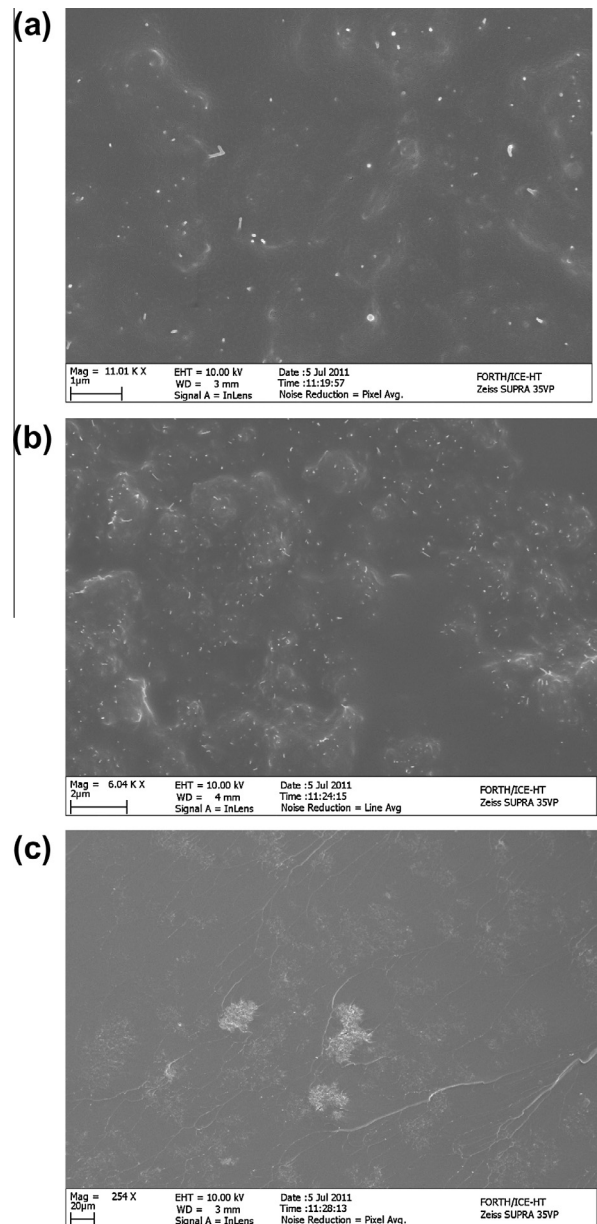 (a)
Mag = 11.01 K X EHT = 10.00 kV Date :5 Jul 2011 FORTH/ICE-HT
1µm WD = 3 mm Time :11:19:57 Zeiss SUPRA 35VP
Signal A = InLens Noise Reduction = Pixel Avg.
(b)
Mag = 6.04 K X EHT = 10.00 kV Date :5 Jul 2011 FORTH/ICE-HT
2µm WD = 4 mm Time :11:24:15 Zeiss SUPRA 35VP
Signal A = InLens Noise Reduction = Line Avg
(c)
Mag = 254 X EHT = 10.00 kV Date :5 Jul 2011 FORTH/ICE-HT
20µm WD = 3 mm Time :11:28:13 Zeiss SUPRA 35VP
Signal A = InLens Noise Reduction = Pixel Avg.